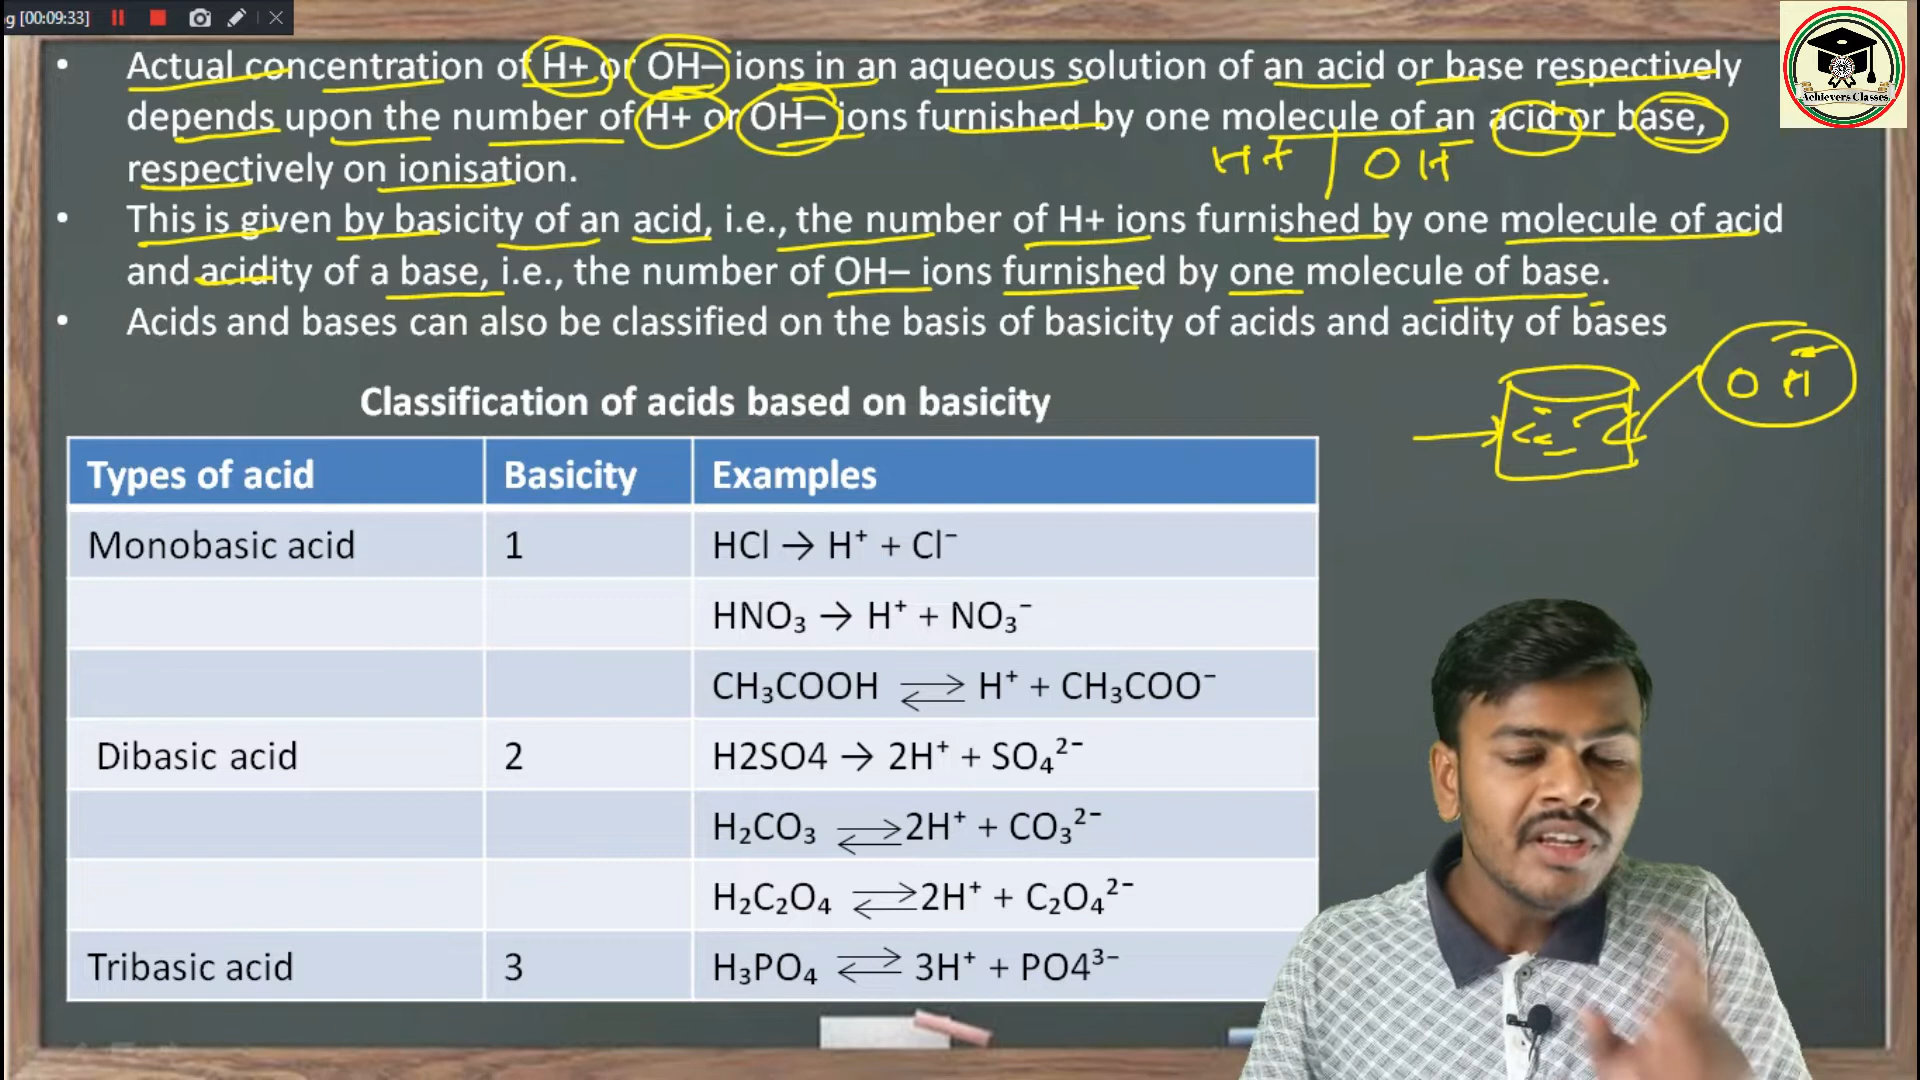 g [00:09:33]
Achievers Classes
• Actual concentration of H+ or OH– ions in an aqueous solution of an acid or base respectively
depends upon the number of H+ or OH– ions furnished by one molecule of an acid or base,
respectively on ionisation.
H+ | OH
• This is given by basicity of an acid, i.e., the number of H+ ions furnished by one molecule of acid
and acidity of a base, i.e., the number of OH– ions furnished by one molecule of base.
• Acids and bases can also be classified on the basis of basicity of acids and acidity of bases
OH
Classification of acids based on basicity
Types of acid Basicity Examples
Monobasic acid 1 HCl → H⁺ + Cl⁻
HNO₃ → H⁺ + NO₃⁻
CH₃COOH ⇌ H⁺ + CH₃COO⁻
Dibasic acid 2 H2SO4 → 2H⁺ + SO₄²⁻
H₂CO₃ ⇌ 2H⁺ + CO₃²⁻
H₂C₂O₄ ⇌ 2H⁺ + C₂O₄²⁻
Tribasic acid 3 H₃PO₄ ⇌ 3H⁺ + PO4³⁻